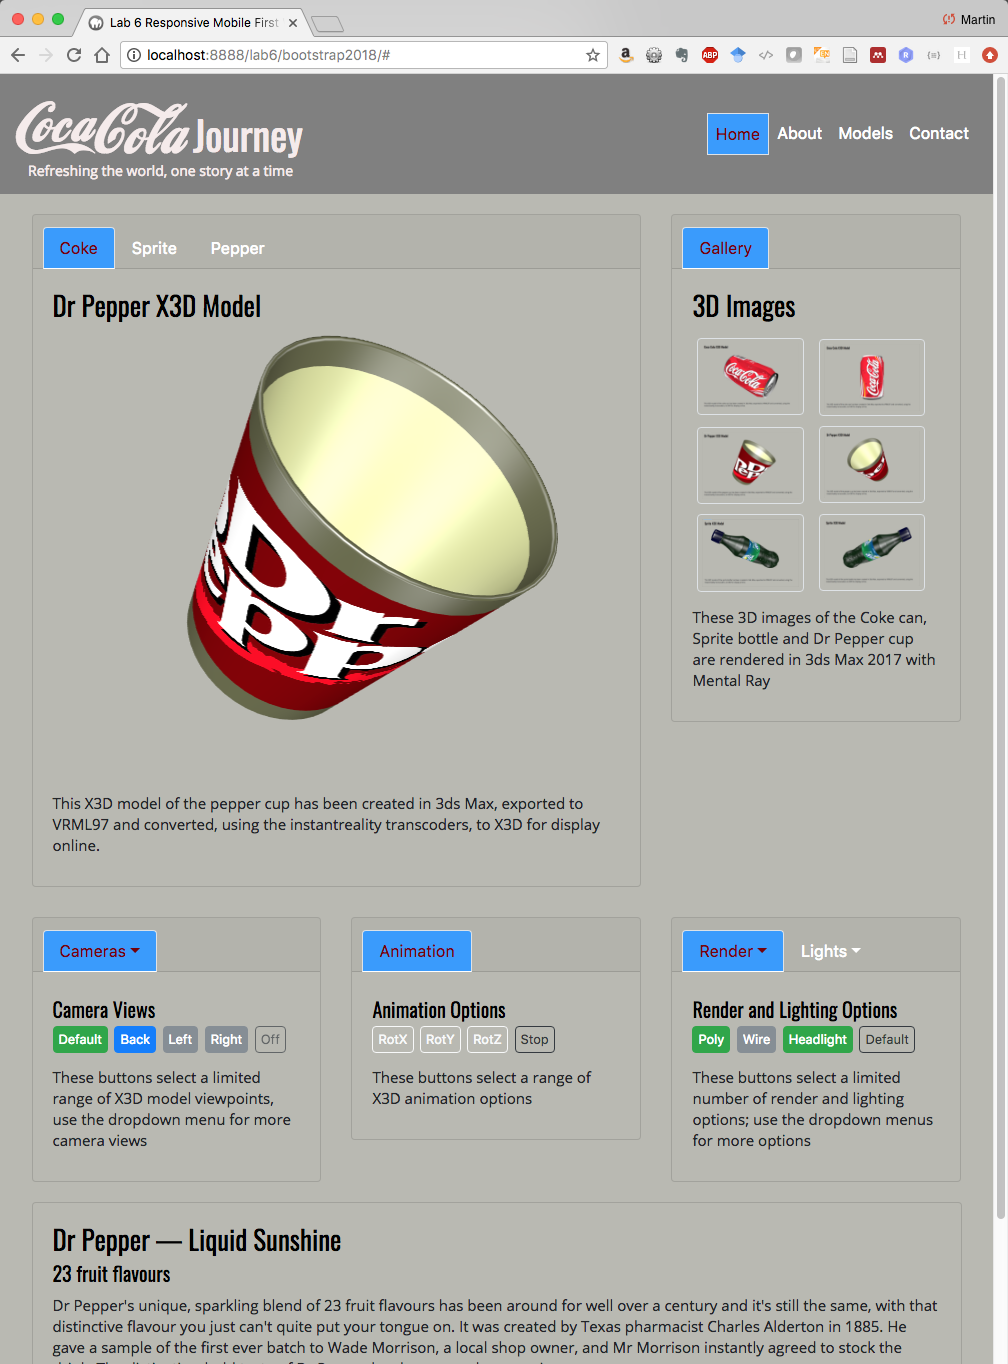 Lab 6 Responsive Mobile First
Martin
localhost:8888/lab6/bootstrap2018/#
Coca-Cola Journey
Refreshing the world, one story at a time
Home About Models Contact
Coke Sprite Pepper
Dr Pepper X3D Model
DR
PEP
This X3D model of the pepper cup has been created in 3ds Max, exported to
VRML97 and converted, using the instantreality transcoders, to X3D for display
online.
Gallery
3D Images
Coca-Cola
Coca-Cola
These 3D images of the Coke can,
Sprite bottle and Dr Pepper cup
are rendered in 3ds Max 2017 with
Mental Ray
Cameras
Camera Views
Default Back Left Right Off
These buttons select a limited
range of X3D model viewpoints,
use the dropdown menu for more
camera views
Animation
Animation Options
RotX RotY RotZ Stop
These buttons select a range of
X3D animation options
Render Lights
Render and Lighting Options
Poly Wire Headlight Default
These buttons select a limited
number of render and lighting
options; use the dropdown menus
for more options
Dr Pepper — Liquid Sunshine
23 fruit flavours
Dr Pepper's unique, sparkling blend of 23 fruit flavours has been around for well over a century and it's still the same, with that
distinctive flavour you just can't quite put your tongue on. It was created by Texas pharmacist Charles Alderton in 1885. He
gave a sample of the first ever batch to Wade Morrison, a local shop owner, and Mr Morrison instantly agreed to stock the